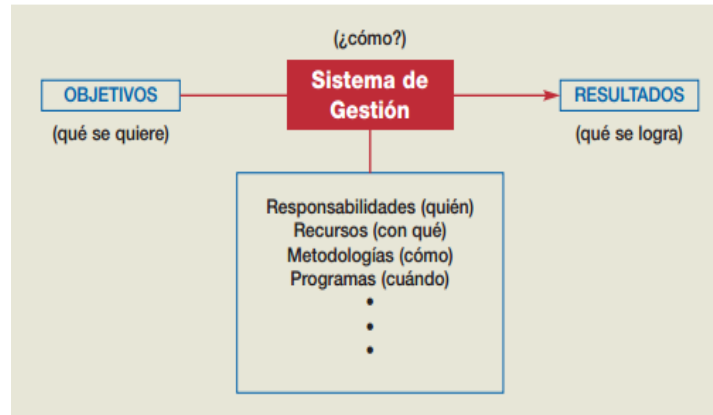 (¿cómo?)
OBJETIVOS
(qué se quiere)
Sistema de
Gestión
RESULTADOS
(qué se logra)
Responsabilidades (quién)
Recursos (con qué)
Metodologías (cómo)
Programas (cuándo)
•
•
•